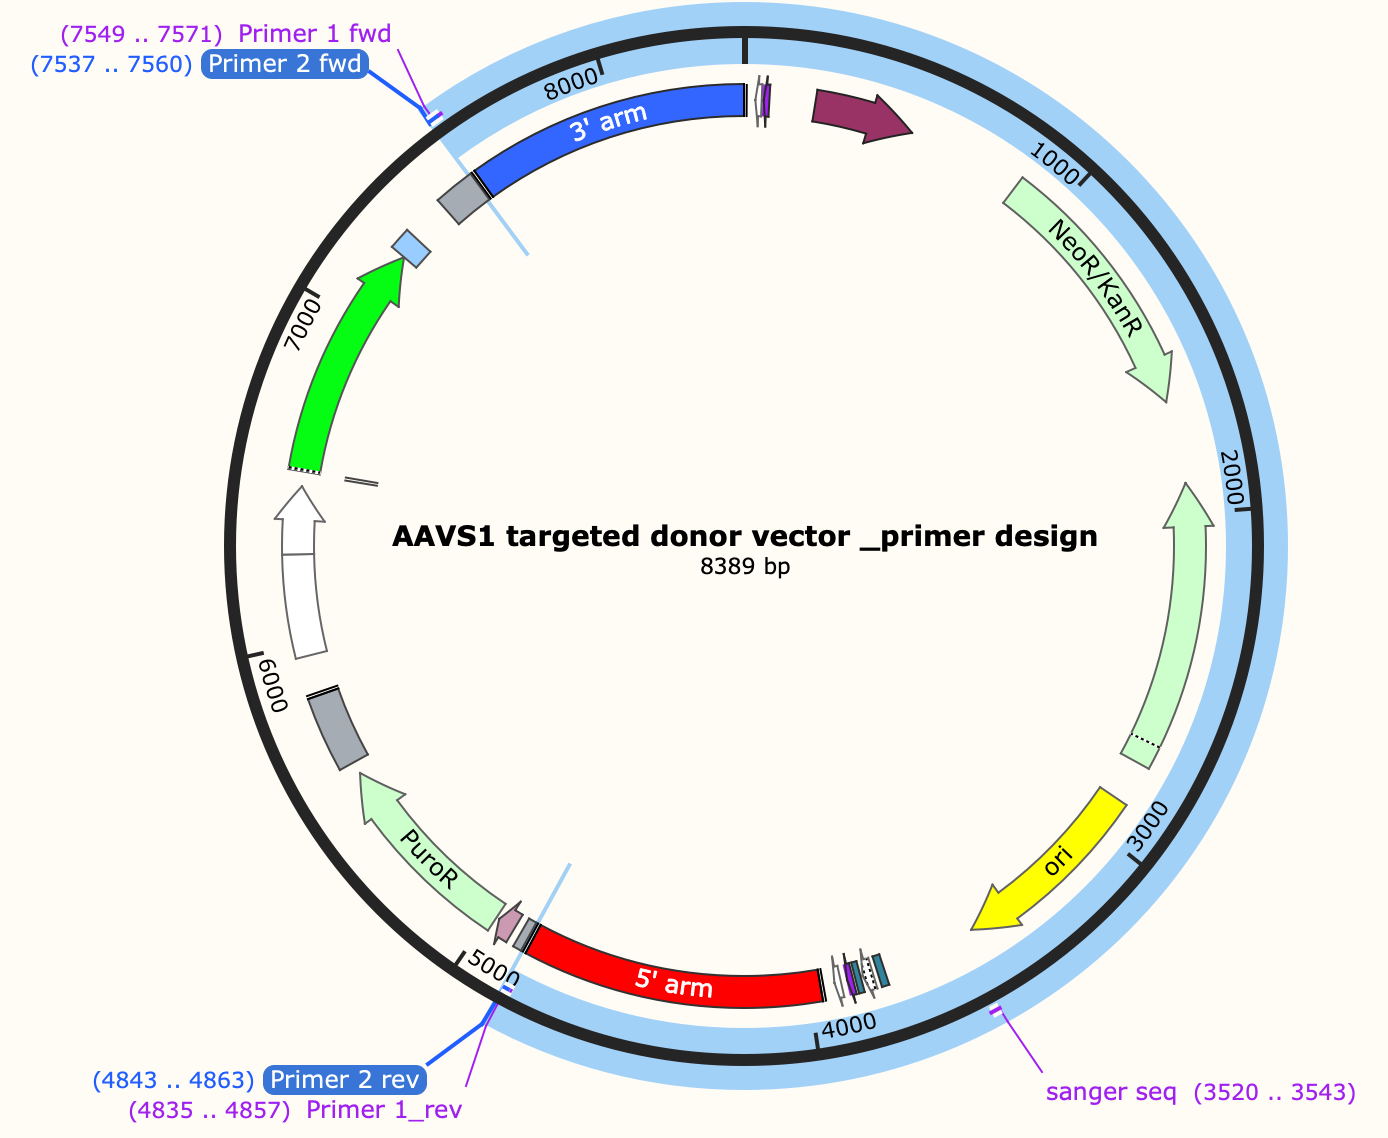 (7549 .. 7571) Primer 1 fwd
(7537 .. 7560) Primer 2 fwd
8000
3' arm
1000
NeoR/KanR
7000
2000
AAVS1 targeted donor vector _primer design
8389 bp
6000
3000
ori
PuroR
5000
5' arm
4000
(4843 .. 4863) Primer 2 rev
(4835 .. 4857) Primer 1_rev
sanger seq (3520 .. 3543)